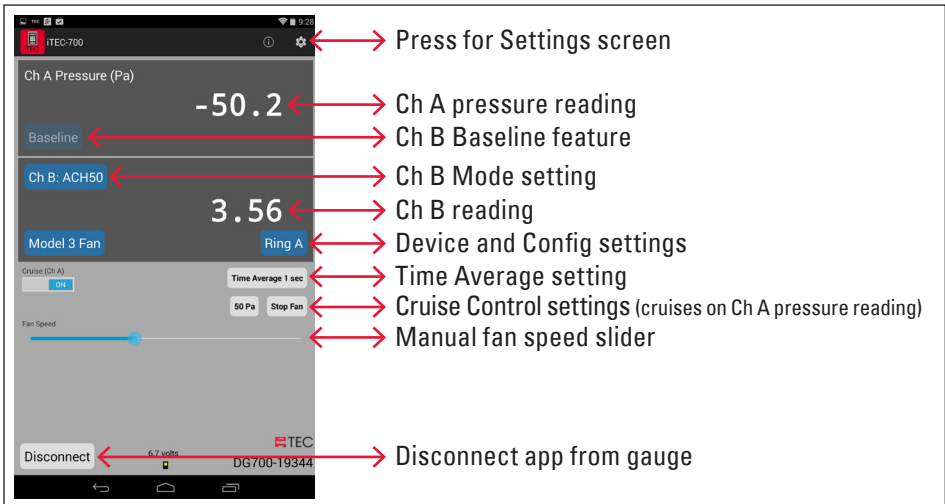 TEC
9:28
TEC
iTEC-700
Press for Settings screen
Ch A Pressure (Pa)
-50.2
Ch A pressure reading
Baseline
Ch B Baseline feature
Ch B: ACH50
Ch B Mode setting
3.56
Ch B reading
Model 3 Fan
Ring A
Device and Config settings
Cruise (Ch A)
ON
Time Average 1 sec
Time Average setting
50 Pa
Stop Fan
Cruise Control settings (cruises on Ch A pressure reading)
Fan Speed
Manual fan speed slider
TEC
Disconnect
6.7 volts
DG700-19344
Disconnect app from gauge